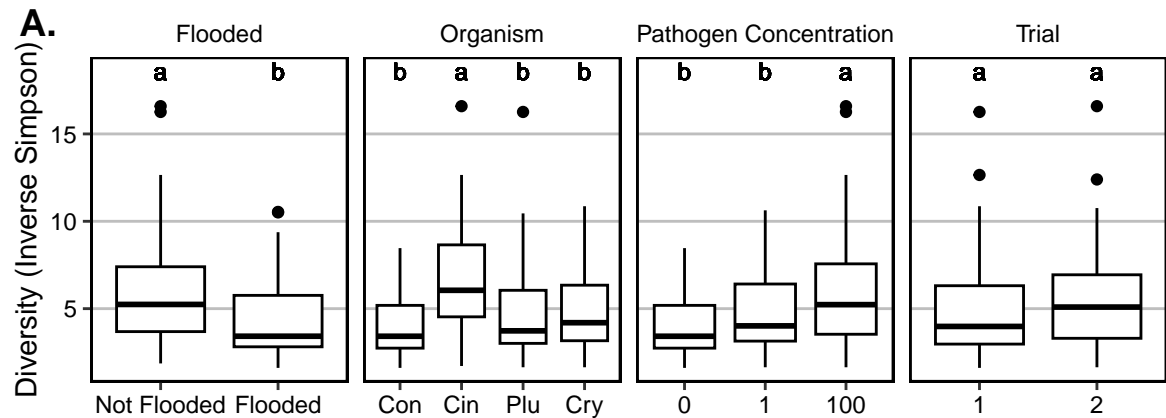 A.
Flooded Organism Pathogen Concentration Trial
a b b a b b b b a a a
Diversity (Inverse Simpson)
15
10
5
Not Flooded Flooded Con Cin Plu Cry 0 1 100 1 2